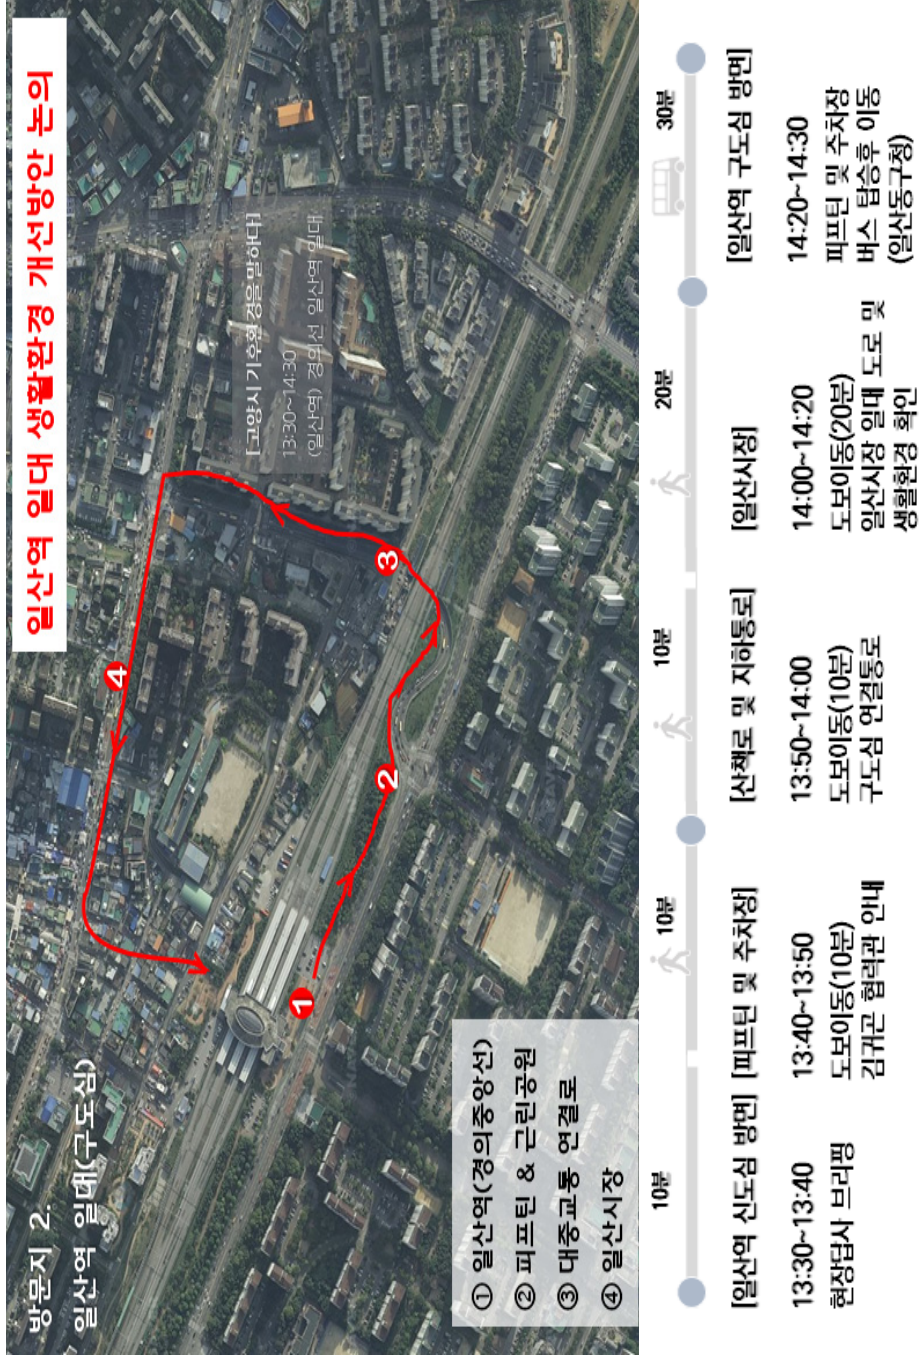 방문지 2.
일산역 일대(구도심)
일산역 일대 생활환경 개선방안 논의
[고양시 기후환경을말하다]
13:30~14:30
(일산역) 경의선 일산역 일대
1
2
3
4
① 일산역(경의중앙선)
② 피프틴 & 근린공원
③ 대중교통 연결로
④ 일산시장
10분
10분
10분
20분
30분
[일산역 신도심 방면]
13:30~13:40
현장답사 브리핑
[피프틴 및 주차장]
13:40~13:50
도보이동(10분)
김귀곤 협력관 안내
[산책로 및 지하통로]
13:50~14:00
도보이동(10분)
구도심 연결통로
[일산시장]
14:00~14:20
도보이동(20분)
일산시장 일대 도로 및
생활환경 확인
[일산역 구도심 방면]
14:20~14:30
피프틴 및 주차장
버스 탑승후 이동
(일산동구청)